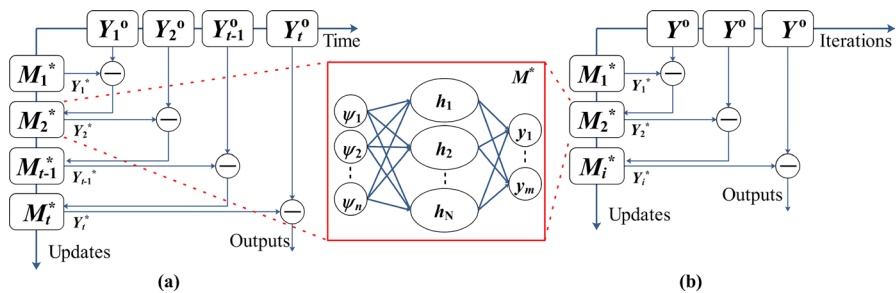 Y₁ᵒ Y₂ᵒ Yₜ₋₁ᵒ Yₜᵒ
Time
M₁*
Y₁*
M₂*
Y₂*
Mₜ₋₁*
Yₜ₋₁*
Mₜ*
Yₜ*
Outputs
Updates
(a)
M*
ψ₁ h₁ y₁
ψ₂ h₂
ψₙ h_N yₘ
Yᵒ Yᵒ Yᵒ
Iterations
M₁*
Y₁*
M₂*
Y₂*
Mᵢ*
Yᵢ*
Outputs
Updates
(b)